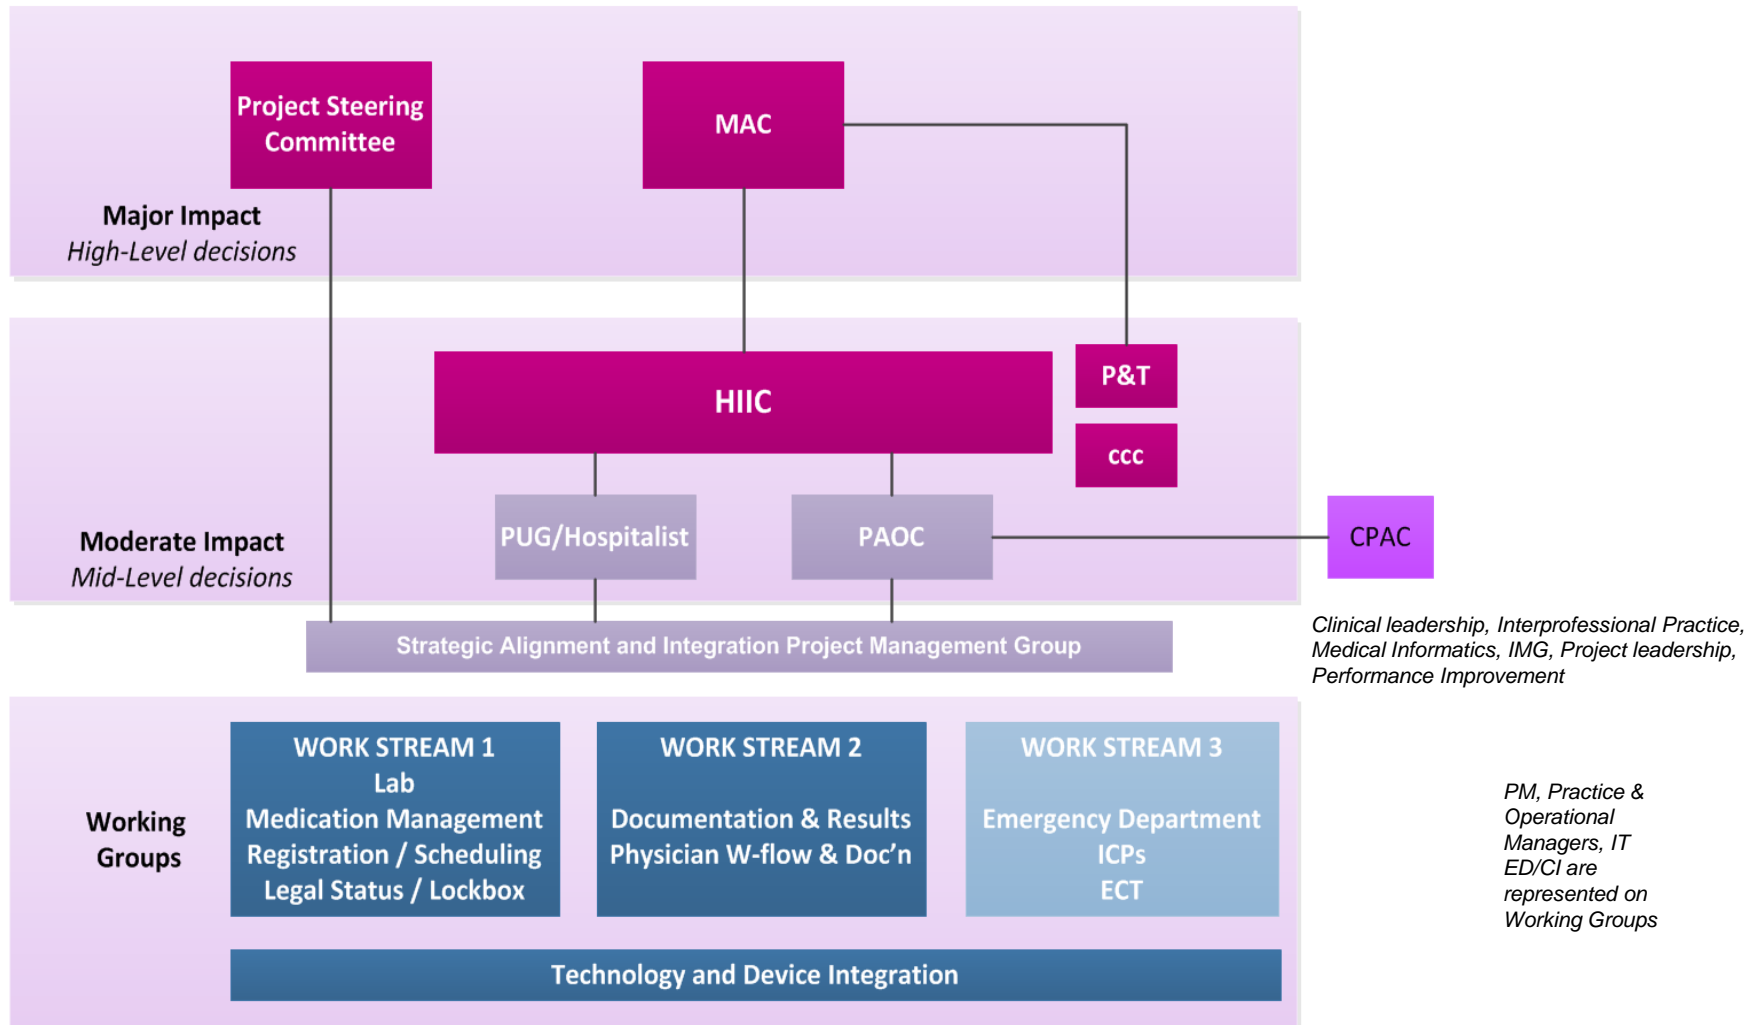 Project Steering
Committee
MAC
Major Impact
High-Level decisions
HIIC
P&T
ccc
PUG/Hospitalist
PAOC
CPAC
Moderate Impact
Mid-Level decisions
Strategic Alignment and Integration Project Management Group
Clinical leadership, Interprofessional Practice,
Medical Informatics, IMG, Project leadership,
Performance Improvement
Working
Groups
WORK STREAM 1
Lab
Medication Management
Registration / Scheduling
Legal Status / Lockbox
WORK STREAM 2
Documentation & Results
Physician W-flow & Doc’n
WORK STREAM 3
Emergency Department
ICPs
ECT
PM, Practice &
Operational
Managers, IT
ED/CI are
represented on
Working Groups
Technology and Device Integration